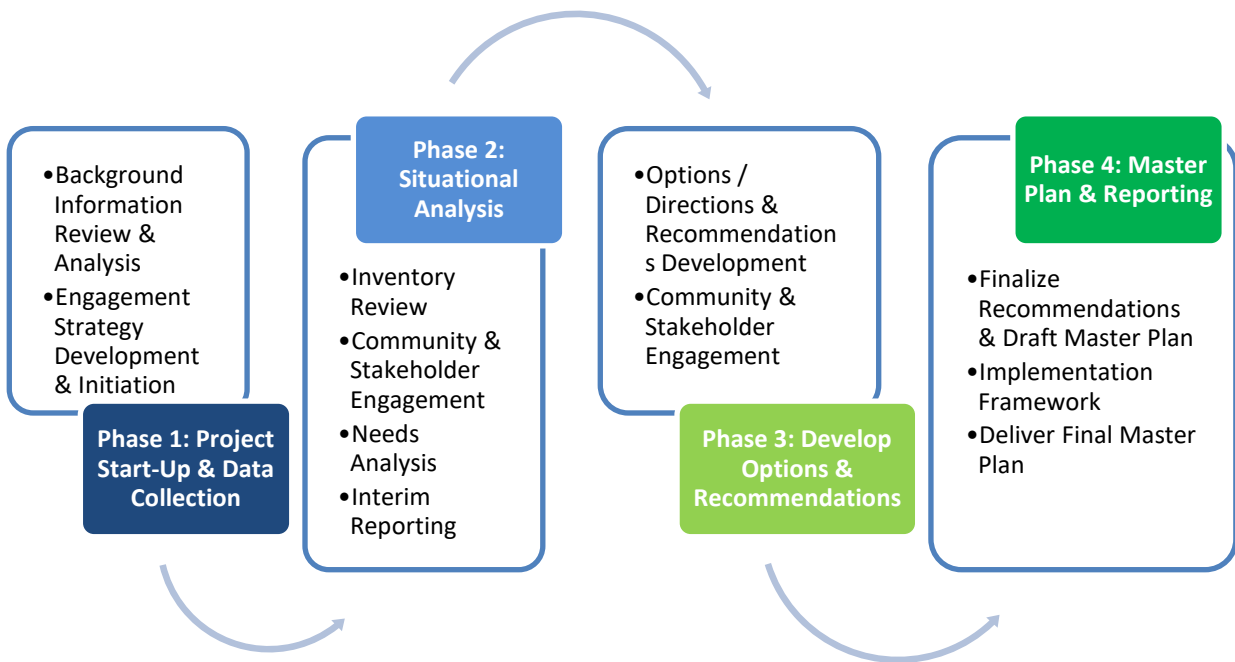 •Background
Information
Review &
Analysis
•Engagement
Strategy
Development
& Initiation
Phase 1: Project
Start-Up & Data
Collection
Phase 2:
Situational
Analysis
•Inventory
Review
•Community &
Stakeholder
Engagement
•Needs
Analysis
•Interim
Reporting
•Options /
Directions &
Recommendation
s Development
•Community &
Stakeholder
Engagement
Phase 3: Develop
Options &
Recommendations
Phase 4: Master
Plan & Reporting
•Finalize
Recommendations
& Draft Master Plan
•Implementation
Framework
•Deliver Final Master
Plan